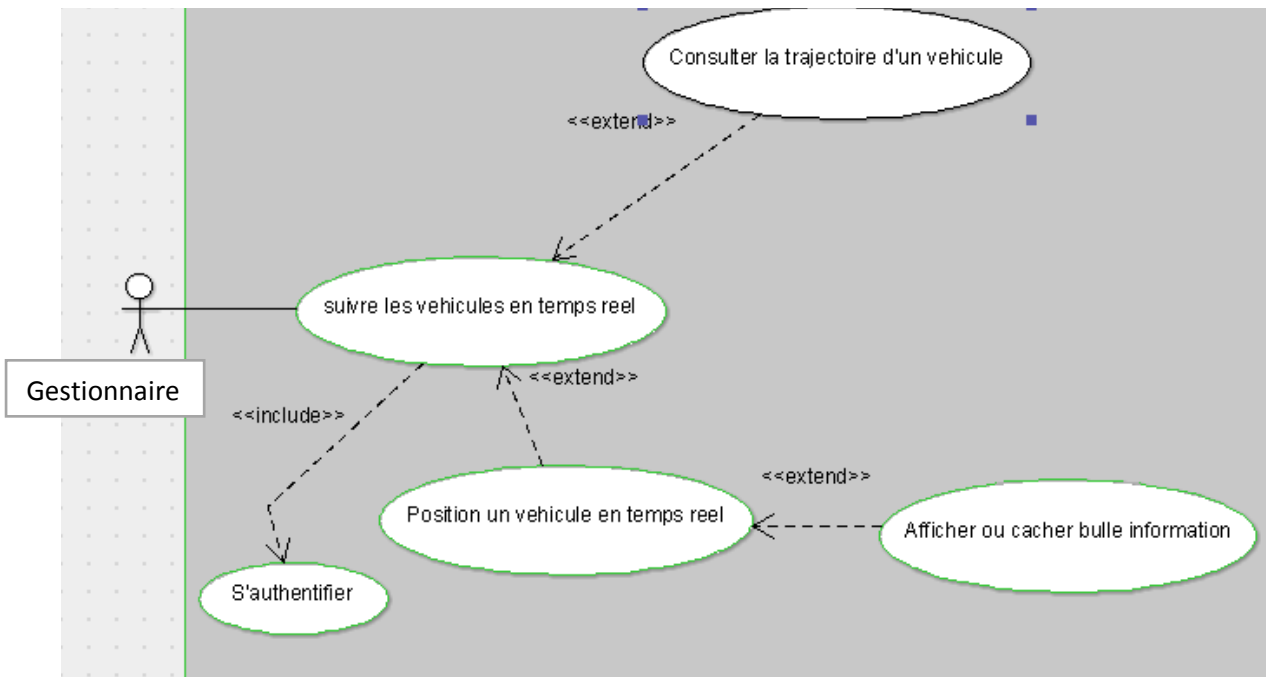 Consulter la trajectoire d'un vehicule
<<extend>>
suivre les vehicules en temps reel
Gestionnaire
<<extend>>
<<include>>
<<extend>>
Position un vehicule en temps reel
Afficher ou cacher bulle information
S'authentifier